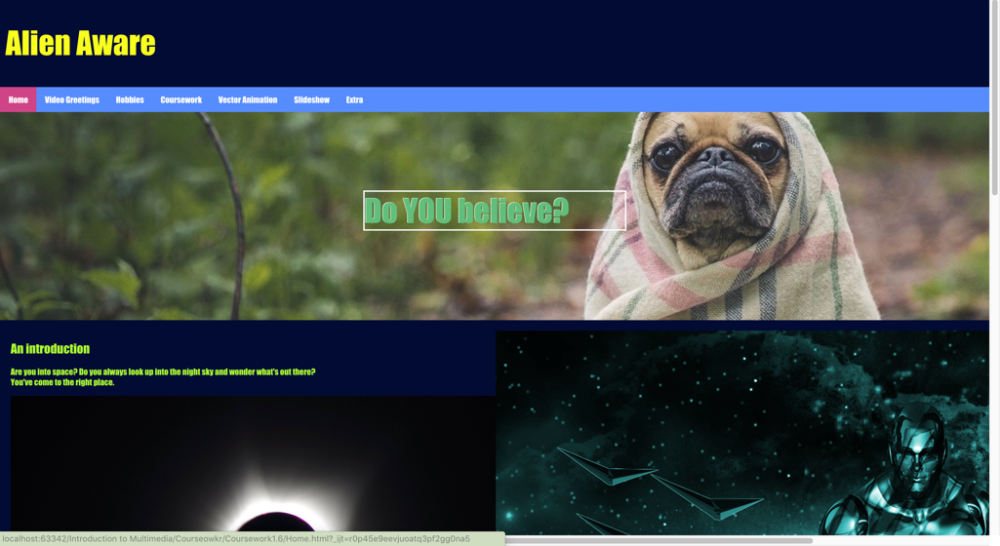 Alien Aware
Home Video Greetings Hobbies Coursework Vector Animation Slideshow Extra
Do YOU believe?
An introduction
Are you into space? Do you always look up into the night sky and wonder what's out there?
You've come to the right place.
localhost:63342/Introduction to Multimedia/Courseowkr/Coursework1.6/Home.html?_ijt=r0p45e9eevjuoatq3pf2gg0na5